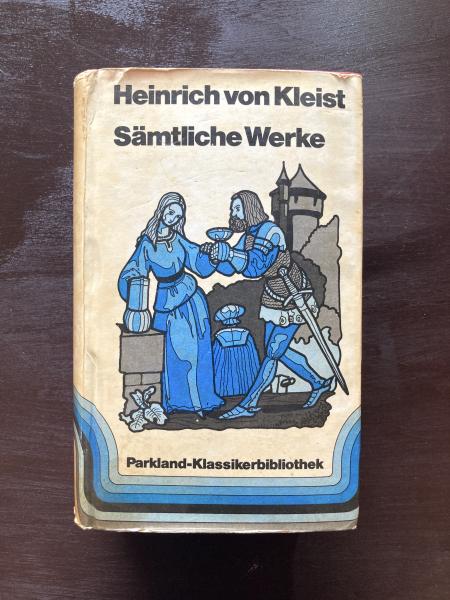 Heinrich von Kleist
Sämtliche Werke
Parkland-Klassikerbibliothek